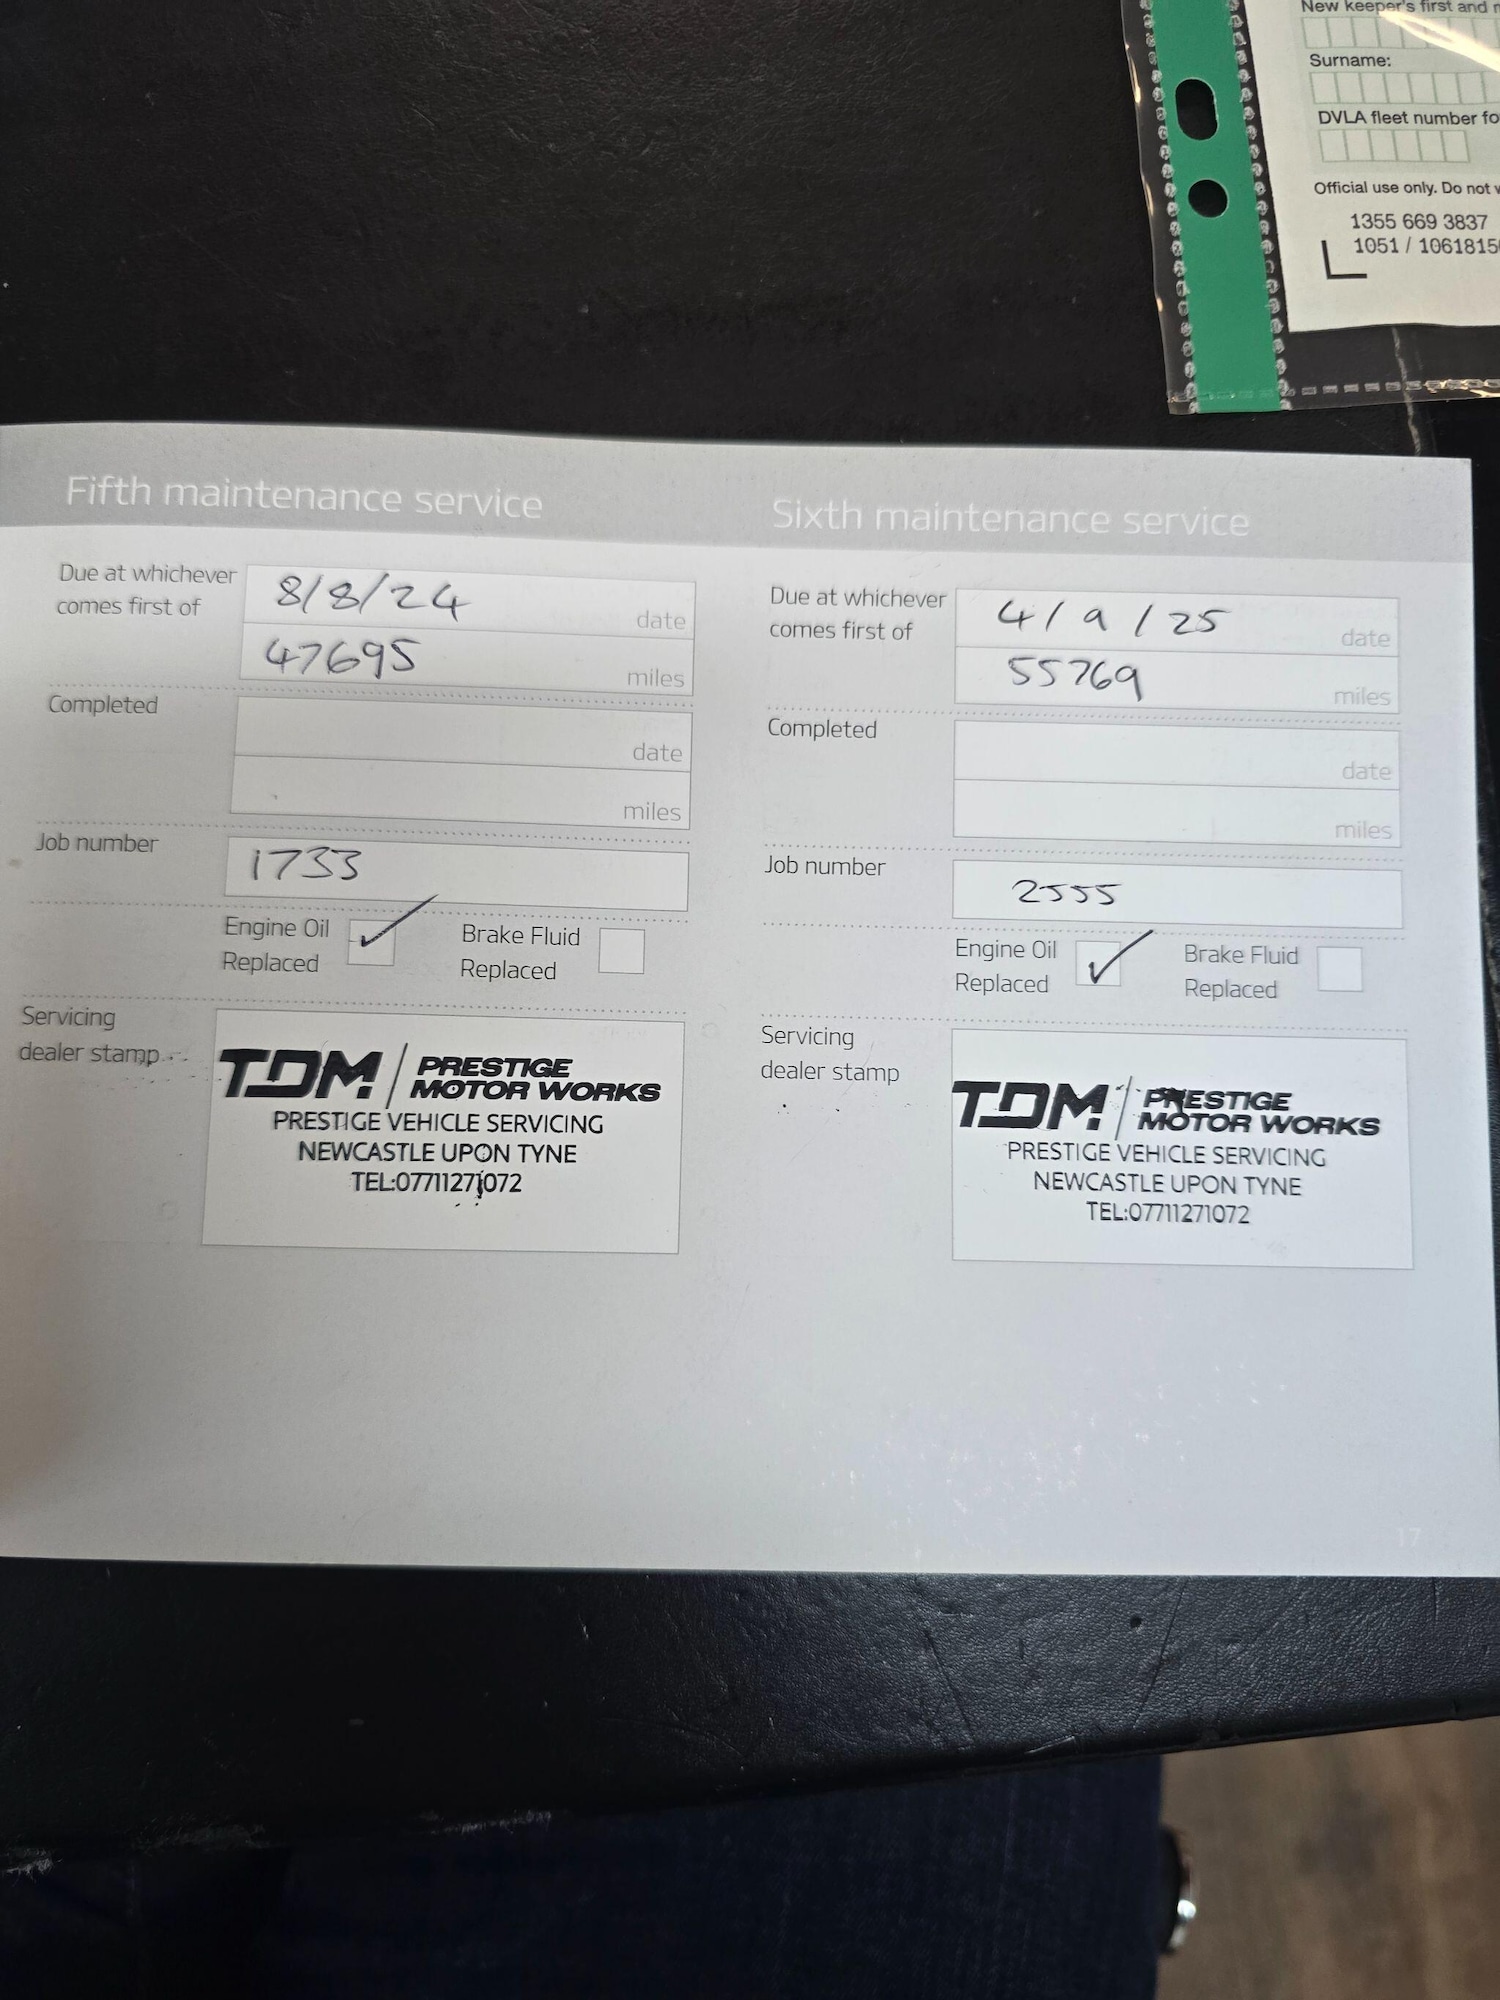 New keeper's first and
Surname:
DVLA fleet number fo
Official use only. Do not
1355 669 3837
1051 / 1061815
Fifth maintenance service
Due at whichever
comes first of
8/8/24
date
47695
miles
Completed
date
miles
Job number
1733
Engine Oil
Replaced
Brake Fluid
Replaced
Servicing
dealer stamp
TDM PRESTIGE
MOTOR WORKS
PRESTIGE VEHICLE SERVICING
NEWCASTLE UPON TYNE
TEL:07711271072
Sixth maintenance service
Due at whichever
comes first of
4/9/25
date
55769
miles
Completed
date
miles
Job number
2555
Engine Oil
Replaced
Brake Fluid
Replaced
Servicing
dealer stamp
TDM PRESTIGE
MOTOR WORKS
PRESTIGE VEHICLE SERVICING
NEWCASTLE UPON TYNE
TEL:07711271072
17